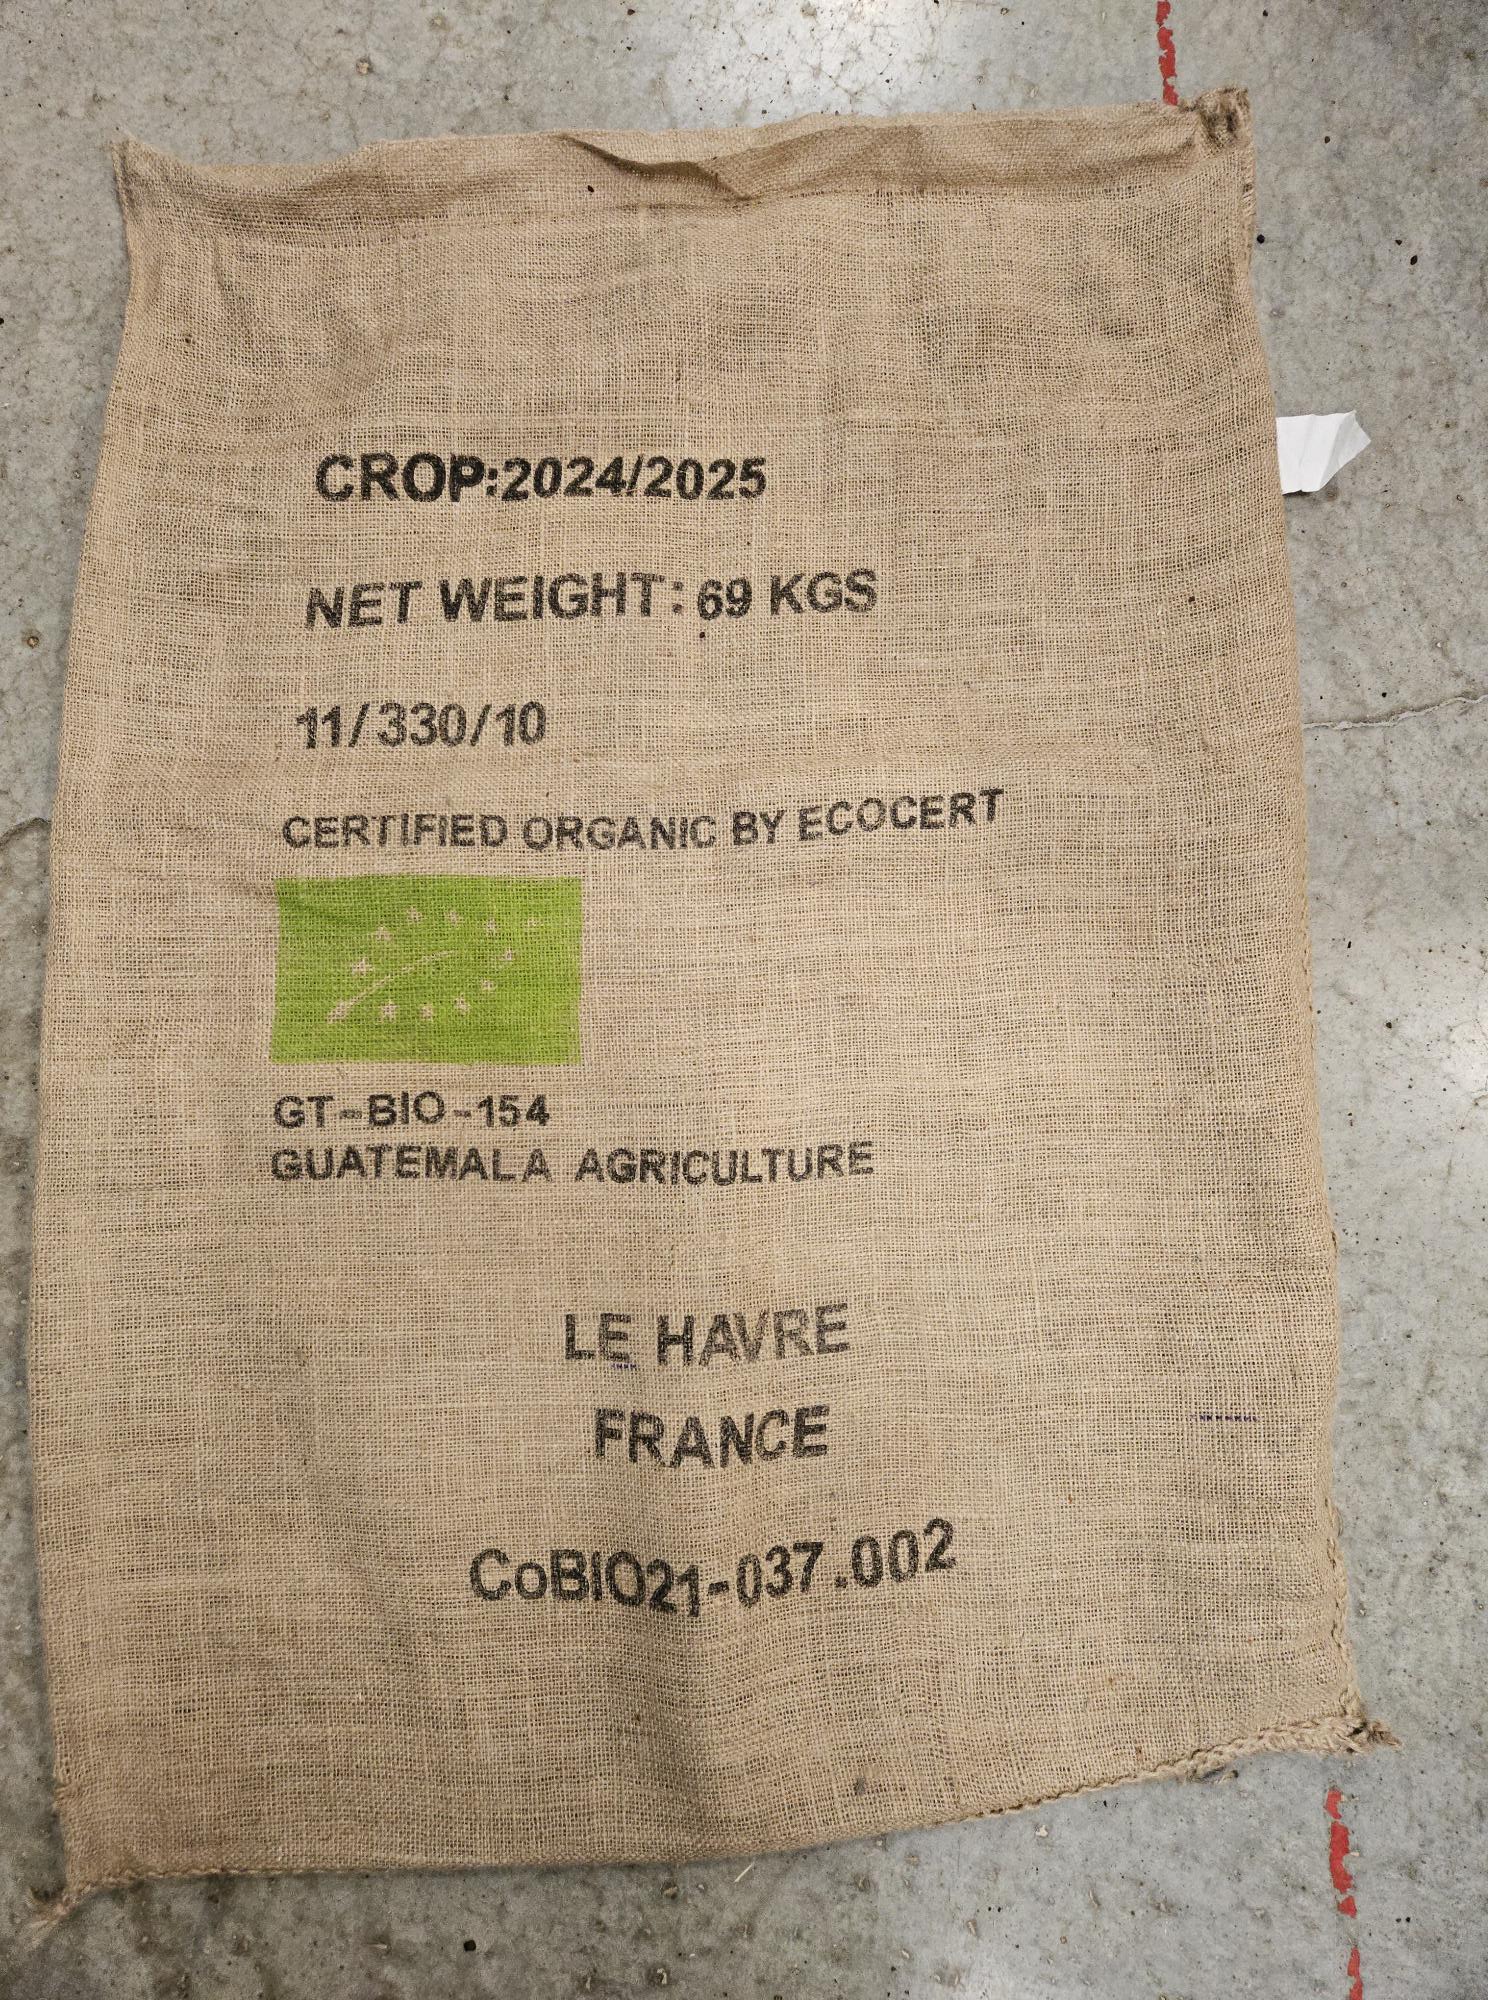 CROP:2024/2025
NET WEIGHT: 69 KGS
11/330/10
CERTIFIED ORGANIC BY ECOCERT
GT-BIO-154
GUATEMALA AGRICULTURE
LE HAVRE
FRANCE
CoBIO21-037.002